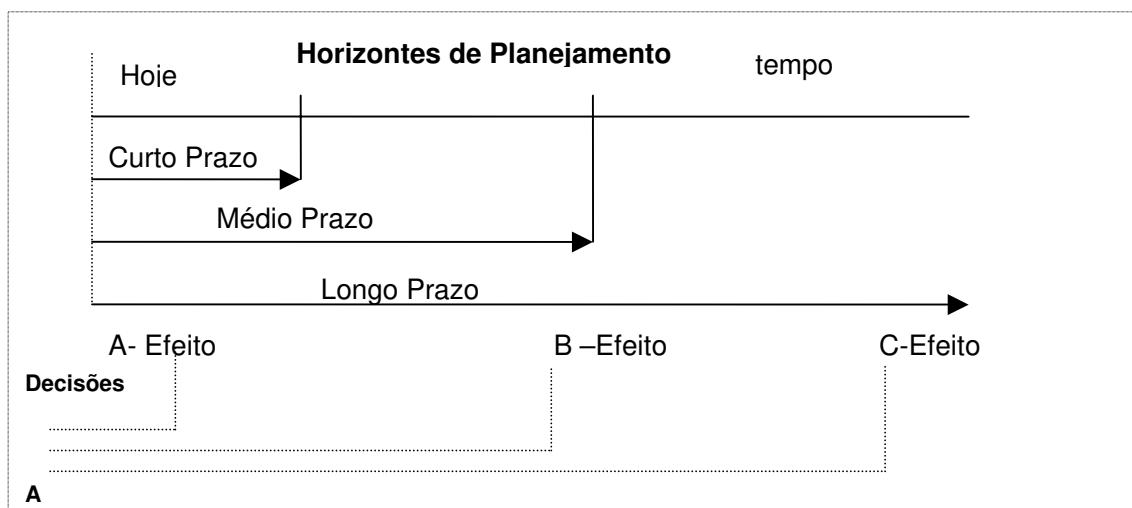 Horizontes de Planejamento
Hoje
tempo
Curto Prazo
Médio Prazo
Longo Prazo
A- Efeito
B –Efeito
C-Efeito
Decisões
A